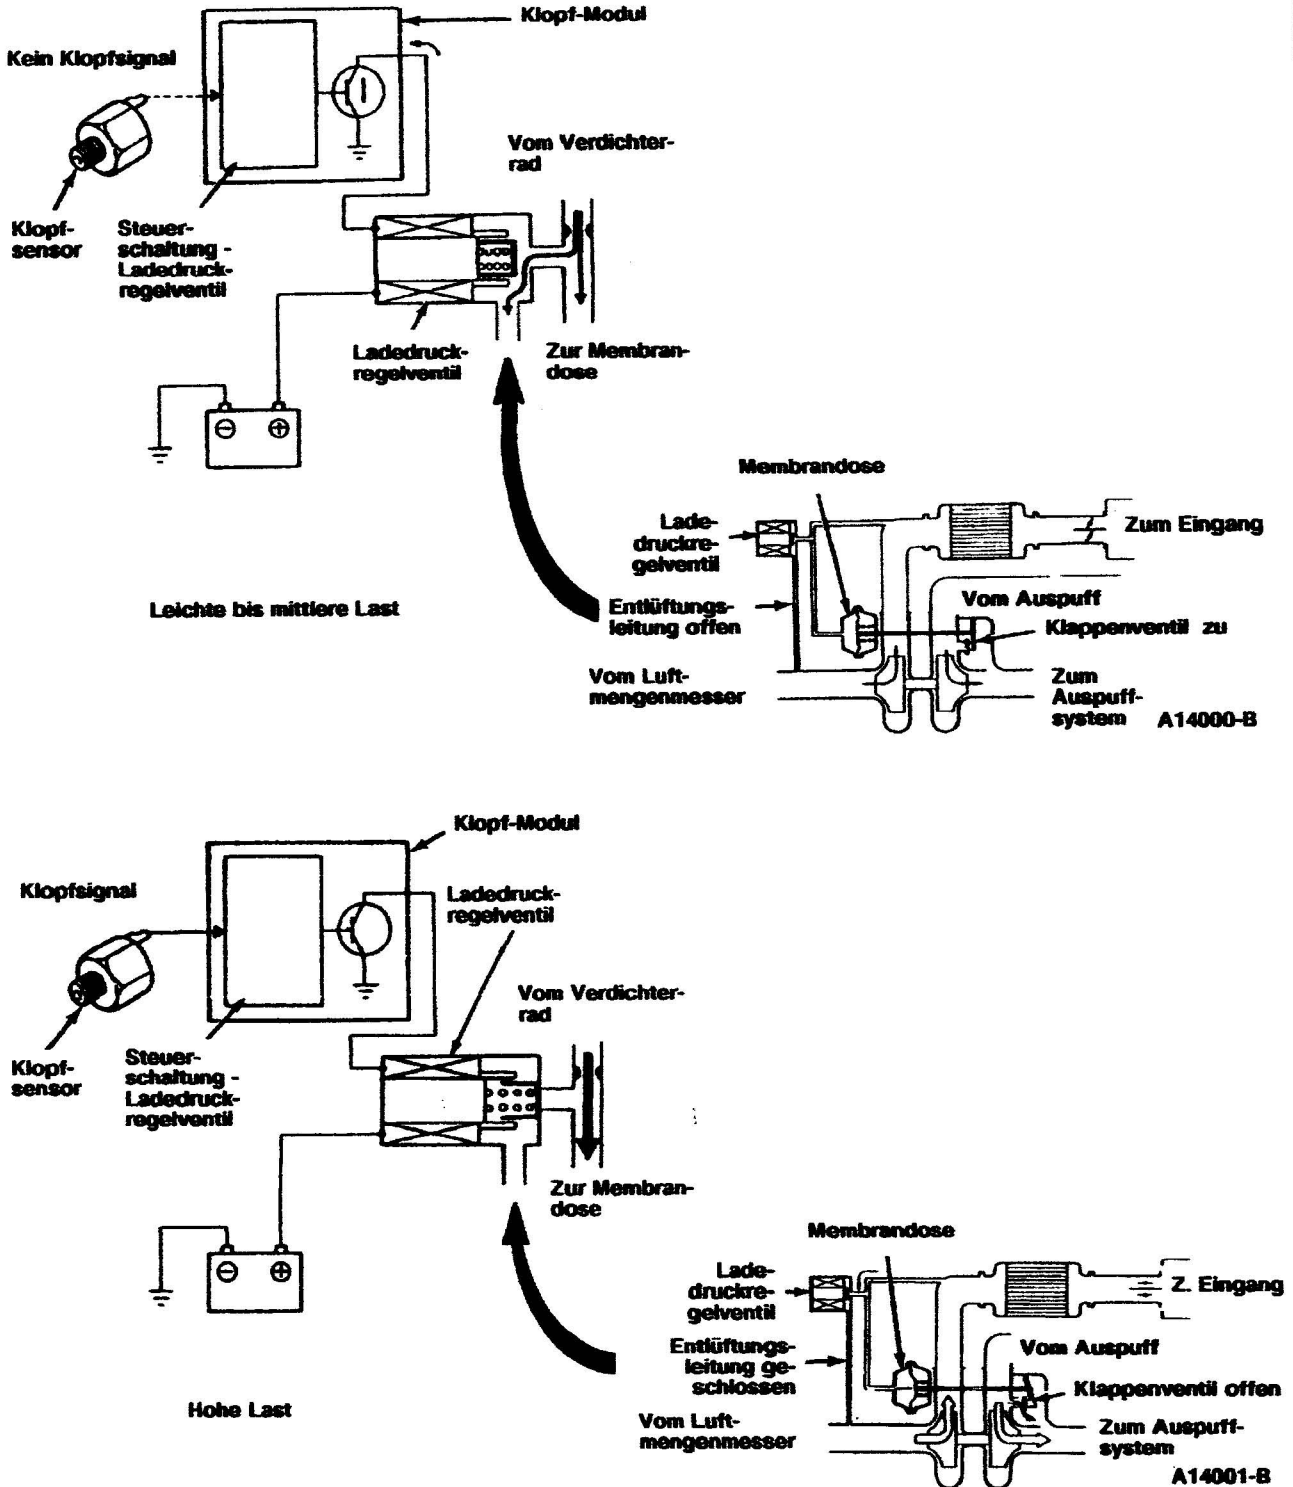 Klopf-Modul
Kein Klopfsignal
Vom Verdichter-
rad
Klopf-
sensor
Steuer-
schaltung -
Ladedruck-
regelventil
Ladedruck-
regelventil
Zur Membran-
dose
Membrandose
Lade-
druckre-
gelventil
Zum Eingang
Leichte bis mittlere Last
Entlüftungs-
leitung offen
Vom Auspuff
Klappenventil zu
Vom Luft-
mengenmesser
Zum
Auspuff-
system
A14000-B
Klopf-Modul
Klopfsignal
Ladedruck-
regelventil
Vom Verdichter-
rad
Klopf-
sensor
Steuer-
schaltung -
Ladedruck-
regelventil
Zur Membran-
dose
Membrandose
Lade-
druckre-
gelventil
Z. Eingang
Entlüftungs-
leitung ge-
schlossen
Vom Auspuff
Klappenventil offen
Hohe Last
Vom Luft-
mengenmesser
Zum Auspuff-
system
A14001-B